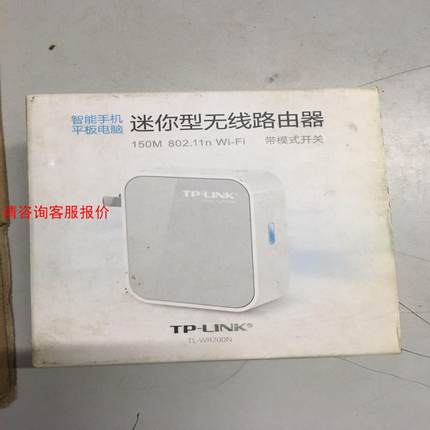 智能手机
平板电脑
迷你型无线路由器
150M 802.11n Wi-Fi 带模式开关
TP-LINK
请咨询客服报价
TP-LINK®
TL-WR700N